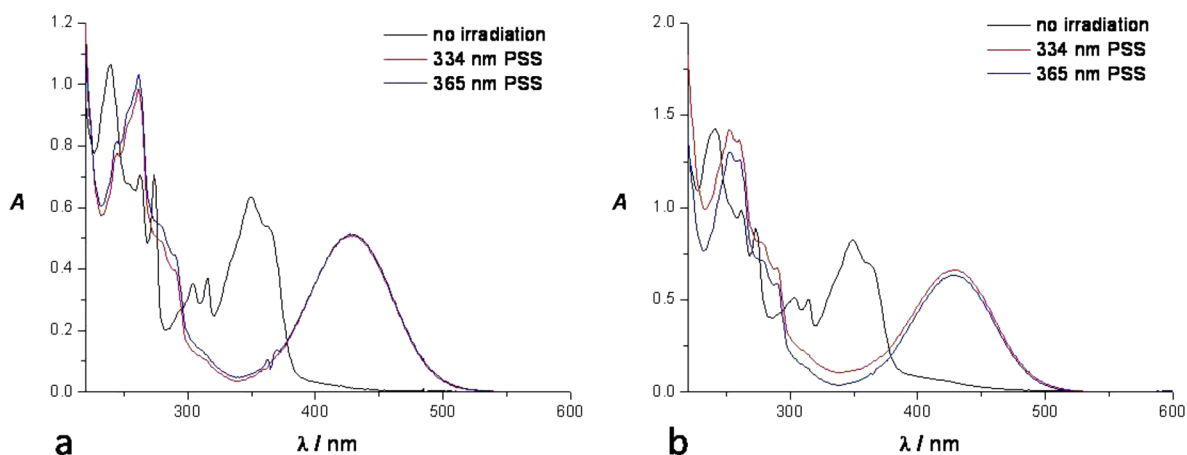 1.2
1.0
0.8
0.6
0.4
0.2
0.0
A
300
400
500
600
λ / nm
no irradiation
334 nm PSS
365 nm PSS
a
2.0
1.5
1.0
0.5
0.0
A
300
400
500
600
λ / nm
no irradiation
334 nm PSS
365 nm PSS
b